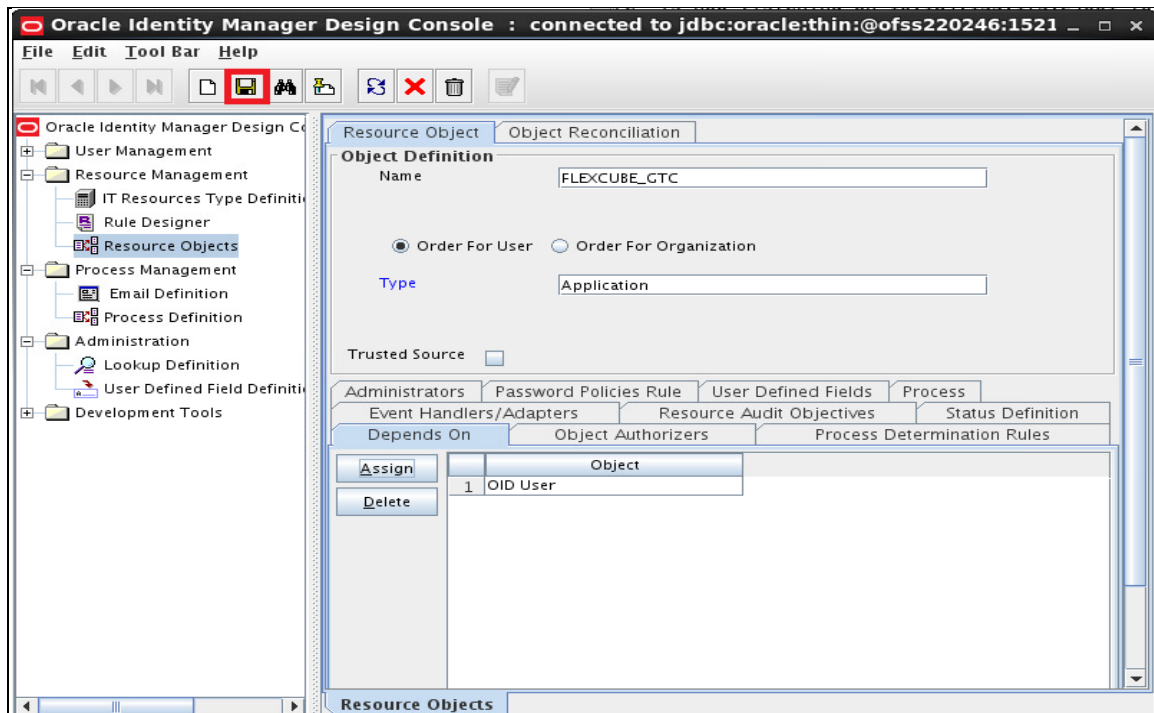 Oracle Identity Manager Design Console : connected to jdbc:oracle:thin:@ofss220246:1521
File Edit Tool Bar Help
Oracle Identity Manager Design Co
User Management
Resource Management
IT Resources Type Definiti
Rule Designer
Resource Objects
Process Management
Email Definition
Process Definition
Administration
Lookup Definition
User Defined Field Definiti
Development Tools
Resource Object Object Reconciliation
Object Definition
Name FLEXCUBE_GTC
Order For User Order For Organization
Type Application
Trusted Source
Administrators Password Policies Rule User Defined Fields Process
Event Handlers/Adapters Resource Audit Objectives Status Definition
Depends On Object Authorizers Process Determination Rules
Assign Object
1 OID User
Delete
Resource Objects